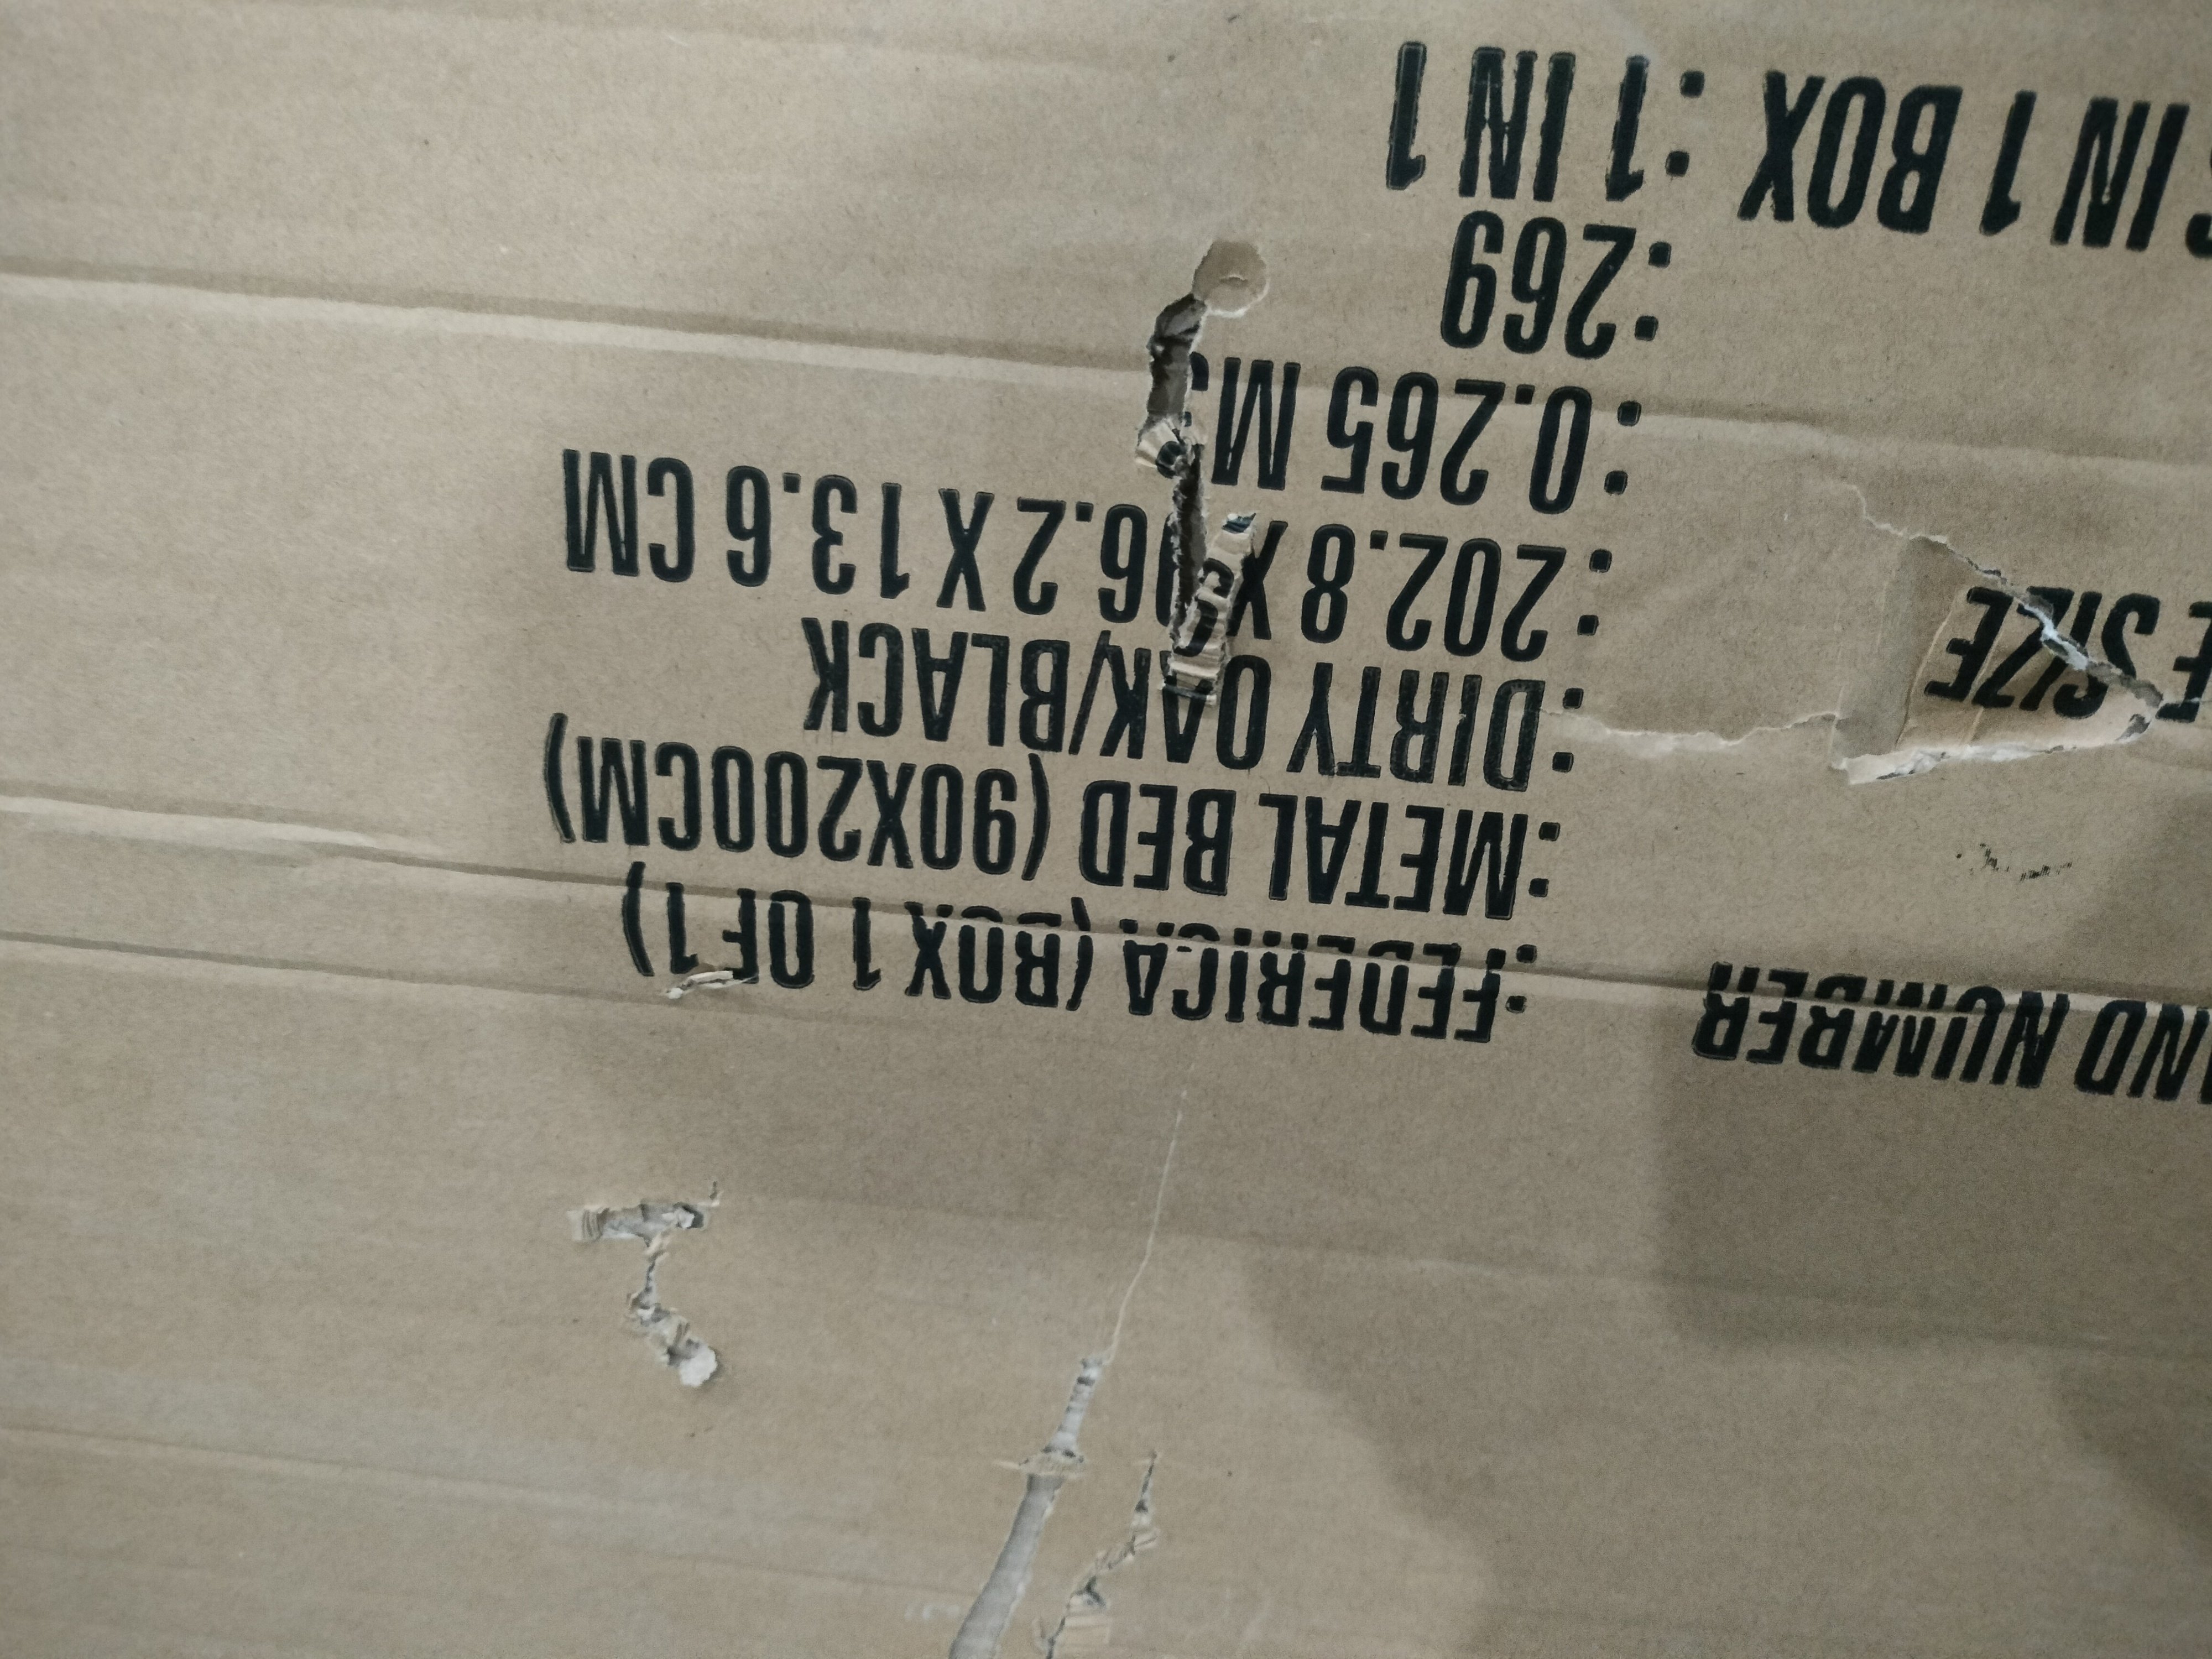 ND NUMBER :FEDERICA (BOX 1 OF 1)
:METAL BED (90X200CM)
:DIRTY OAK/BLACK
E SIZE : 202.8 X 96.2 X 13.6 CM
: 0.265 M3
: 269
IN 1 BOX : 1 IN 1